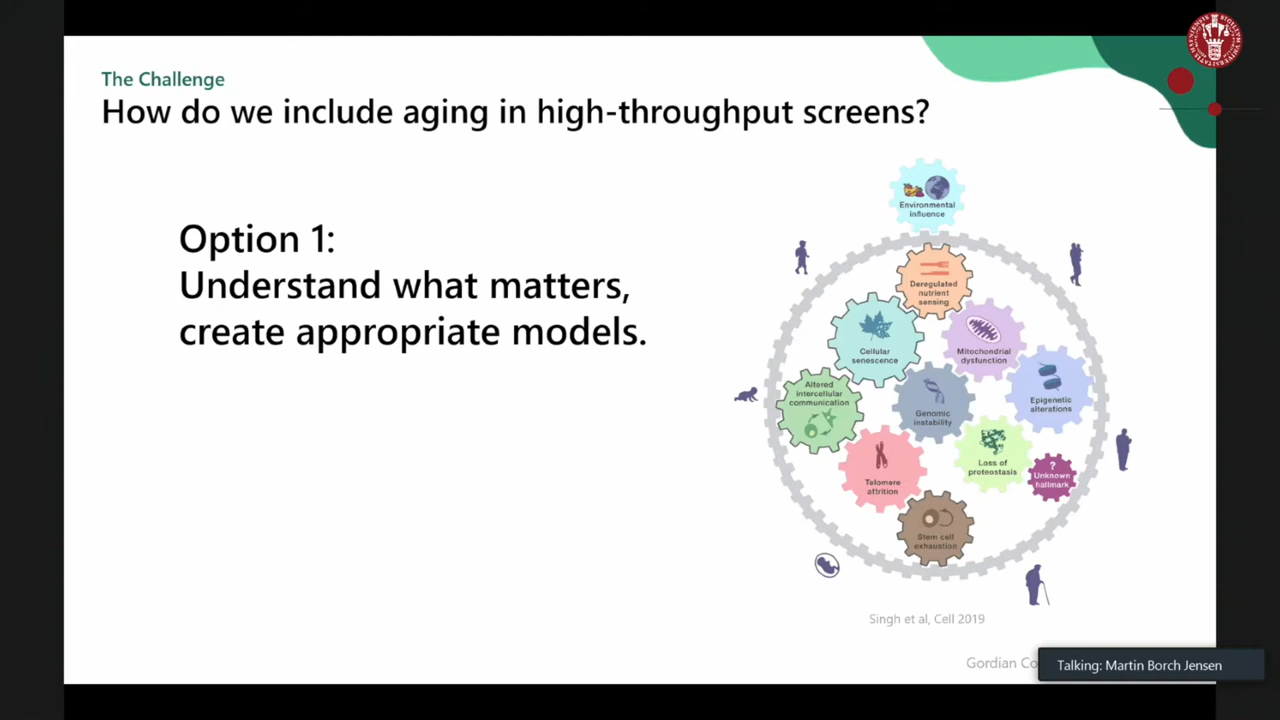 The Challenge
How do we include aging in high-throughput screens?
Option 1:
Understand what matters,
create appropriate models.
Environmental
influence
Deregulated
nutrient
sensing
Cellular
senescence
Mitochondrial
dysfunction
Altered
intercellular
communication
Genomic
instability
Epigenetic
alterations
Telomere
attrition
Loss of
proteostasis
?
Unknown
hallmark
Stem cell
exhaustion
Singh et al, Cell 2019
Gordian Co
Talking: Martin Borch Jensen